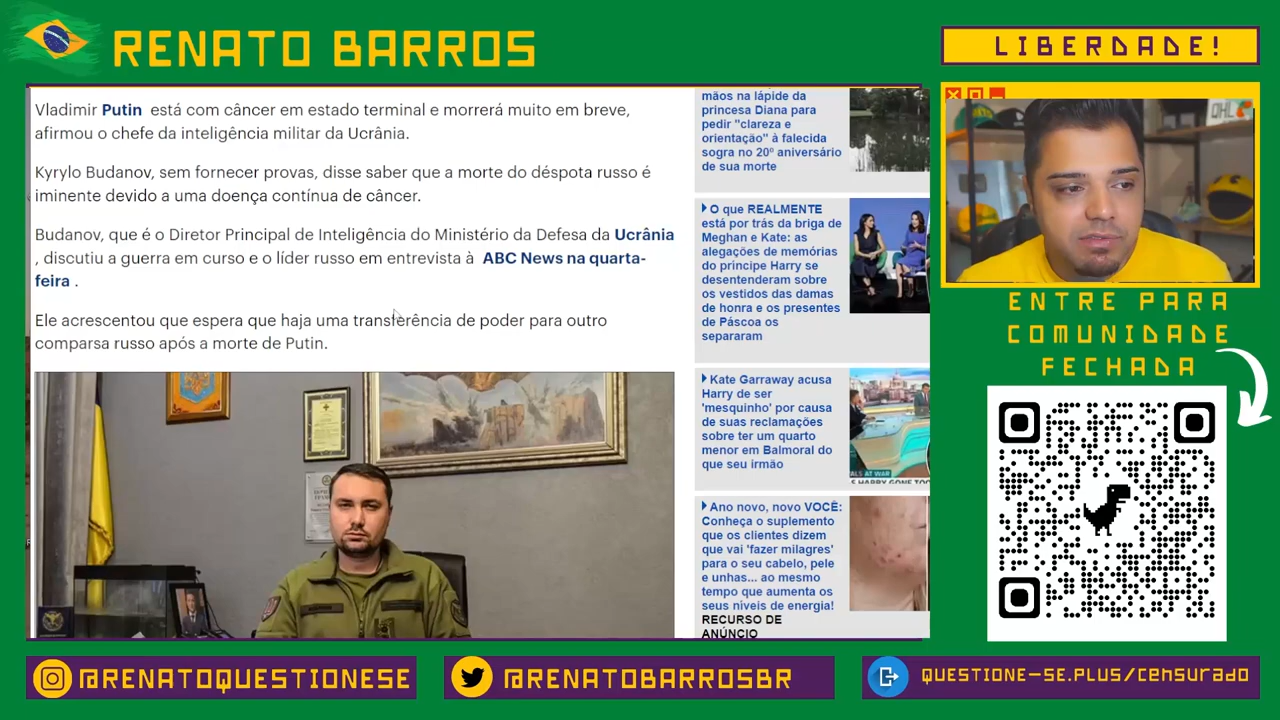 RENATO BARROS
LIBERDADE!
Vladimir Putin está com câncer em estado terminal e morrerá muito em breve,
afirmou o chefe da inteligência militar da Ucrânia.
Kyrylo Budanov, sem fornecer provas, disse saber que a morte do déspota russo é
iminente devido a uma doença contínua de câncer.
Budanov, que é o Diretor Principal de Inteligência do Ministério da Defesa da Ucrânia
, discutiu a guerra em curso e o líder russo em entrevista à ABC News na quarta-
feira .
Ele acrescentou que espera que haja uma transferência de poder para outro
comparsa russo após a morte de Putin.
mãos na lápide da
princesa Diana para
pedir "clareza e
orientação" à falecida
sogra no 20º aniversário
de sua morte
O que REALMENTE
está por trás da briga de
Meghan e Kate: as
alegações de memórias
do príncipe Harry se
desentenderam sobre
os vestidos das damas
de honra e os presentes
de Páscoa os
separaram
Kate Garraway acusa
Harry de ser
'mesquinho' por causa
de suas reclamações
sobre ter um quarto
menor em Balmoral do
que seu irmão
ALS AT WAR
S HARRY GONE TOO
Ano novo, novo VOCÊ:
Conheça o suplemento
que os clientes dizem
que vai 'fazer milagres'
para o seu cabelo, pele
e unhas... ao mesmo
tempo que aumenta os
seus níveis de energia!
RECURSO DE
ANÚNCIO
ENTRE PARA
COMUNIDADE
FECHADA
@RENATOQUESTIONESE
@RENATOBARROSBR
QUESTIONE-SE.PLUS/censurado